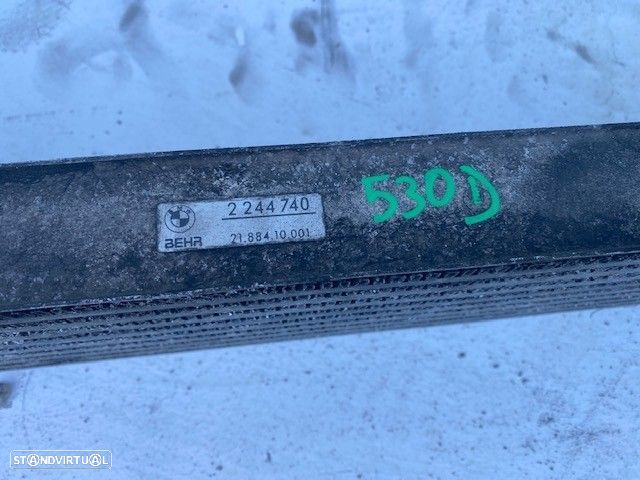 2 244 740
BEHR
21.884 10.001
530D
STANDVIRTUAL